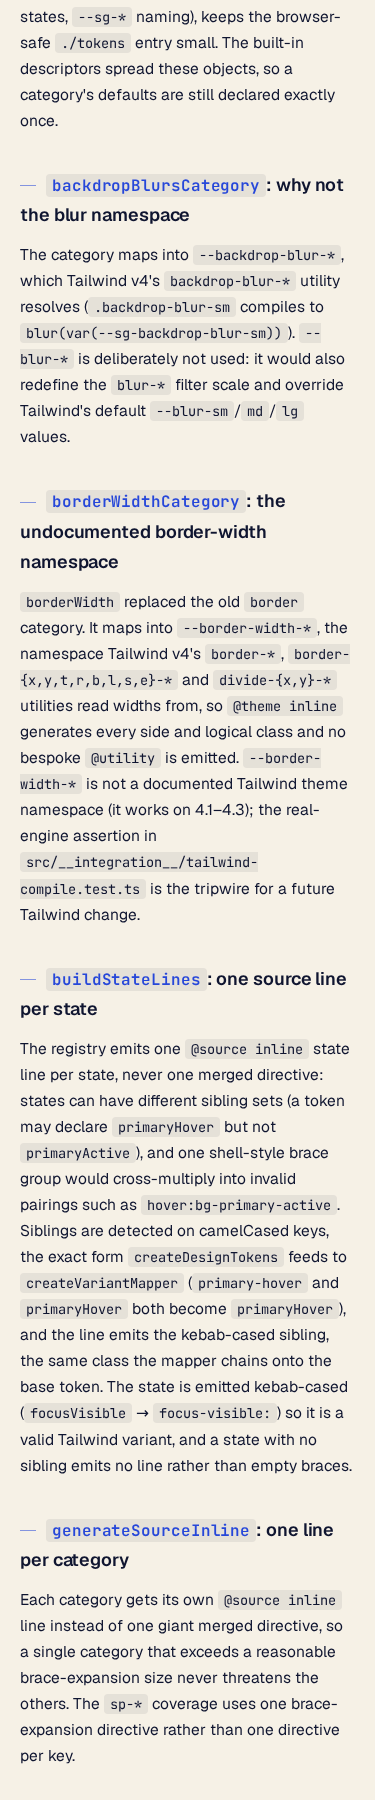 states, --sg-* naming), keeps the browser-
safe ./tokens entry small. The built-in
descriptors spread these objects, so a
category's defaults are still declared exactly
once.
— backdropBlursCategory: why not
the blur namespace
The category maps into --backdrop-blur-*,
which Tailwind v4's backdrop-blur-* utility
resolves (.backdrop-blur-sm compiles to
blur(var(--sg-backdrop-blur-sm))). --
blur-* is deliberately not used: it would also
redefine the blur-* filter scale and override
Tailwind's default --blur-sm/md/lg
values.
— borderWidthCategory: the
undocumented border-width
namespace
borderWidth replaced the old border
category. It maps into --border-width-*, the
namespace Tailwind v4's border-*, border-
{x,y,t,r,b,l,s,e}-* and divide-{x,y}-*
utilities read widths from, so @theme inline
generates every side and logical class and no
bespoke @utility is emitted. --border-
width-* is not a documented Tailwind theme
namespace (it works on 4.1–4.3); the real-
engine assertion in
src/__integration__/tailwind-
compile.test.ts is the tripwire for a future
Tailwind change.
— buildStateLines: one source line
per state
The registry emits one @source inline state
line per state, never one merged directive:
states can have different sibling sets (a token
may declare primaryHover but not
primaryActive), and one shell-style brace
group would cross-multiply into invalid
pairings such as hover:bg-primary-active.
Siblings are detected on camelCased keys,
the exact form createDesignTokens feeds to
createVariantMapper (primary-hover and
primaryHover both become primaryHover),
and the line emits the kebab-cased sibling,
the same class the mapper chains onto the
base token. The state is emitted kebab-cased
(focusVisible → focus-visible:) so it is a
valid Tailwind variant, and a state with no
sibling emits no line rather than empty braces.
— generateSourceInline: one line
per category
Each category gets its own @source inline
line instead of one giant merged directive, so
a single category that exceeds a reasonable
brace-expansion size never threatens the
others. The sp-* coverage uses one brace-
expansion directive rather than one directive
per key.